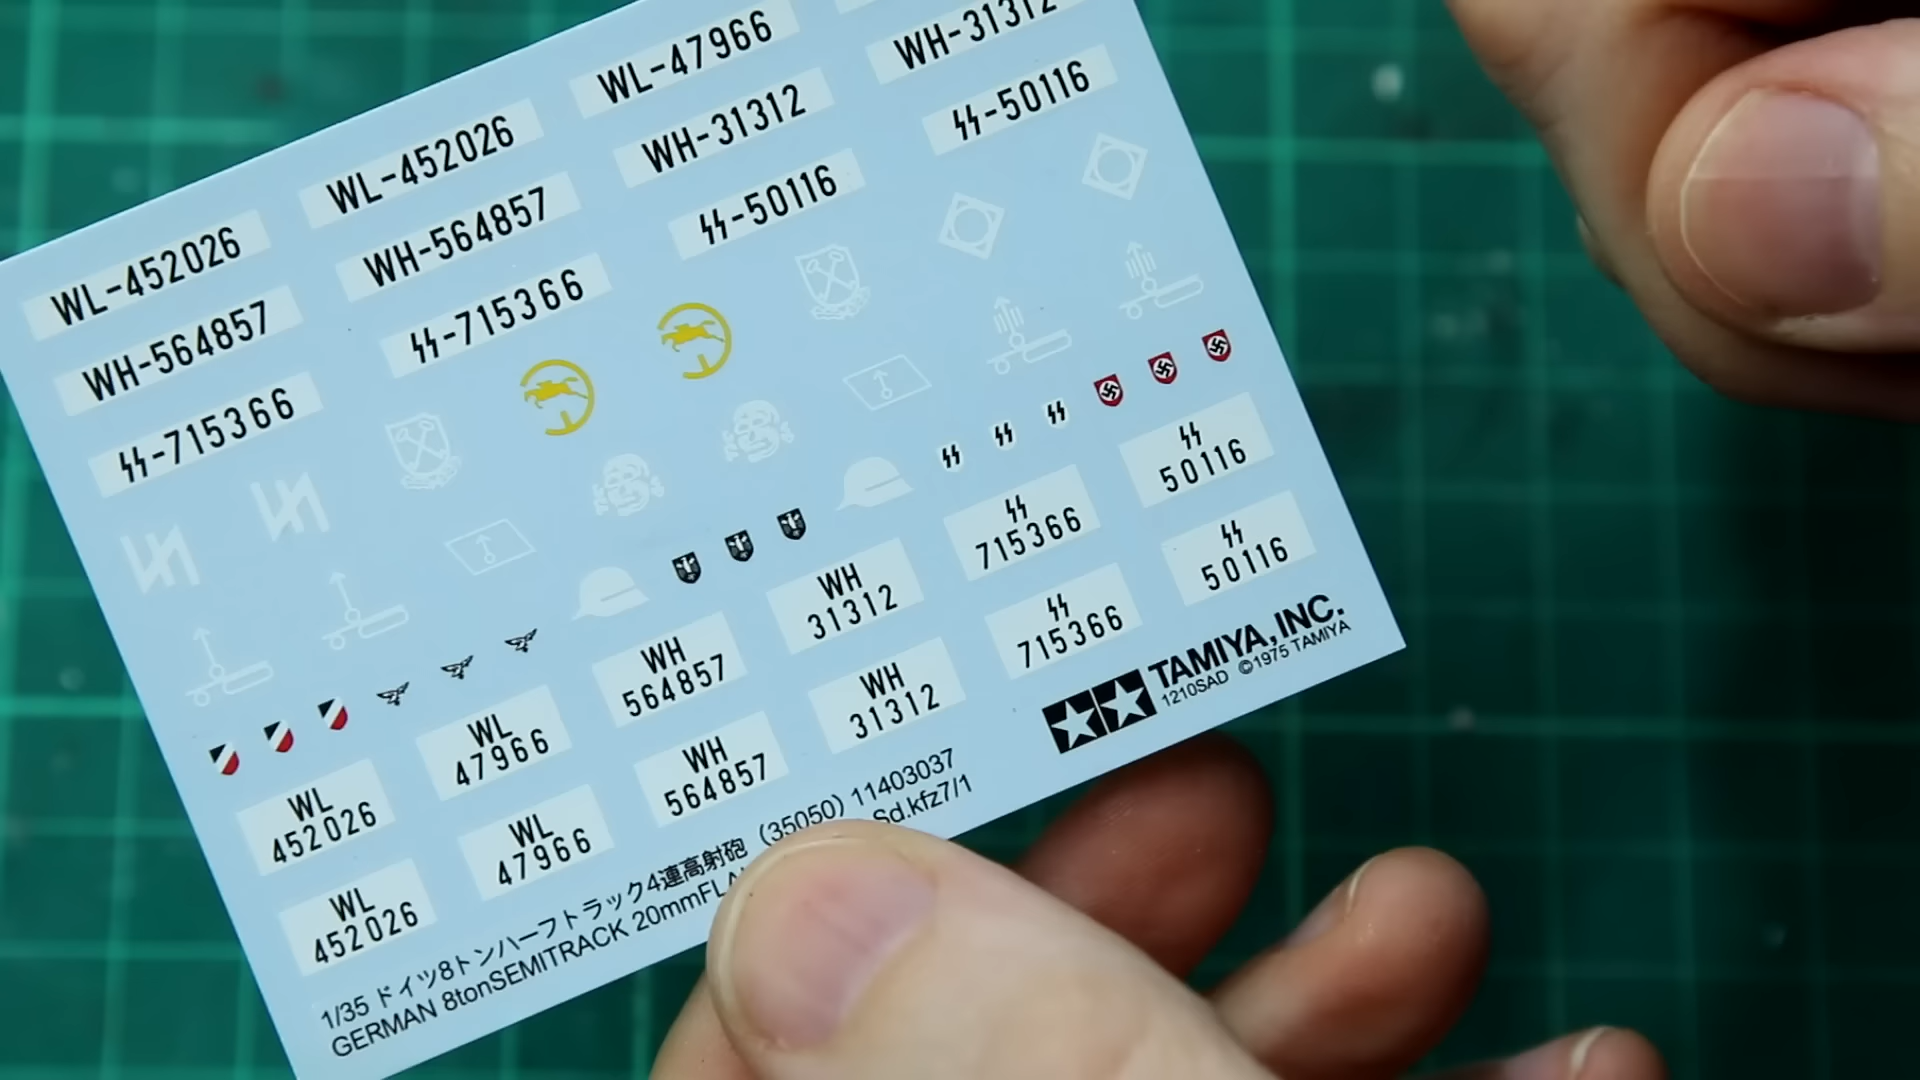 WL-452026
WL-452026
WL-47966
WH-564857
WH-564857
WH-31312
WH-31312
ϟϟ-715366
ϟϟ-715366
ϟϟ-50116
ϟϟ-50116
ϟϟ
ϟϟ
ϟϟ
WL
452026
WL
47966
WH
564857
WH
31312
ϟϟ
715366
ϟϟ
50116
WL
452026
WL
47966
WH
564857
WH
31312
ϟϟ
715366
ϟϟ
50116
TAMIYA, INC.
1210SAD ©1975 TAMIYA
1/35 ドイツ8トンハーフトラック4連高射砲 (35050) 11403037
GERMAN 8tonSEMITRACK 20mm Sd.kfz7/1